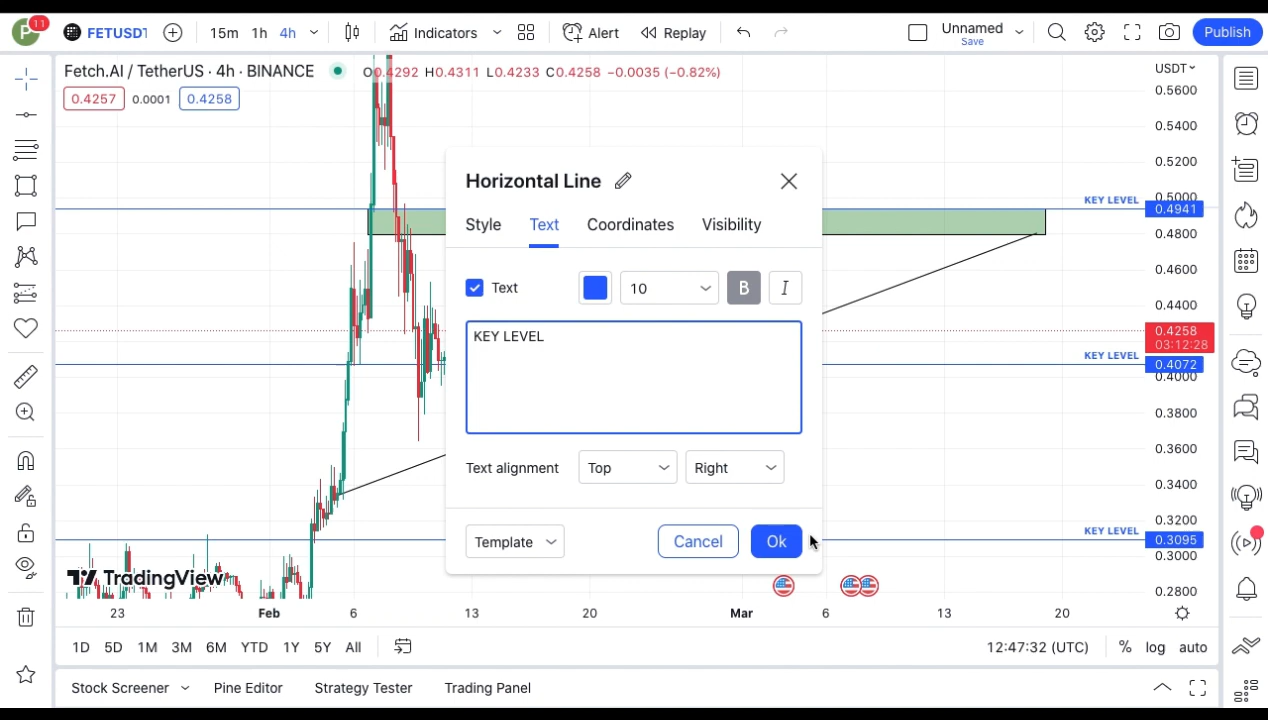 P 11 FETUSDT 15m 1h 4h Indicators Alert Replay Unnamed Save Publish
Fetch.AI / TetherUS · 4h · BINANCE O0.4292 H0.4311 L0.4233 C0.4258 −0.0035 (−0.82%) USDT
0.4257 0.0001 0.4258
0.5600
0.5400
0.5200
0.5000
KEY LEVEL 0.4941
0.4800
0.4600
0.4400
0.4258
03:12:28
KEY LEVEL 0.4072
0.4000
0.3800
0.3600
0.3400
0.3200
KEY LEVEL 0.3095
0.3000
0.2800
Horizontal Line
Style Text Coordinates Visibility
Text 10 B I
KEY LEVEL
Text alignment Top Right
Template Cancel Ok
TradingView
23 Feb 6 13 20 Mar 6 13 20
1D 5D 1M 3M 6M YTD 1Y 5Y All 12:47:32 (UTC) % log auto
Stock Screener Pine Editor Strategy Tester Trading Panel